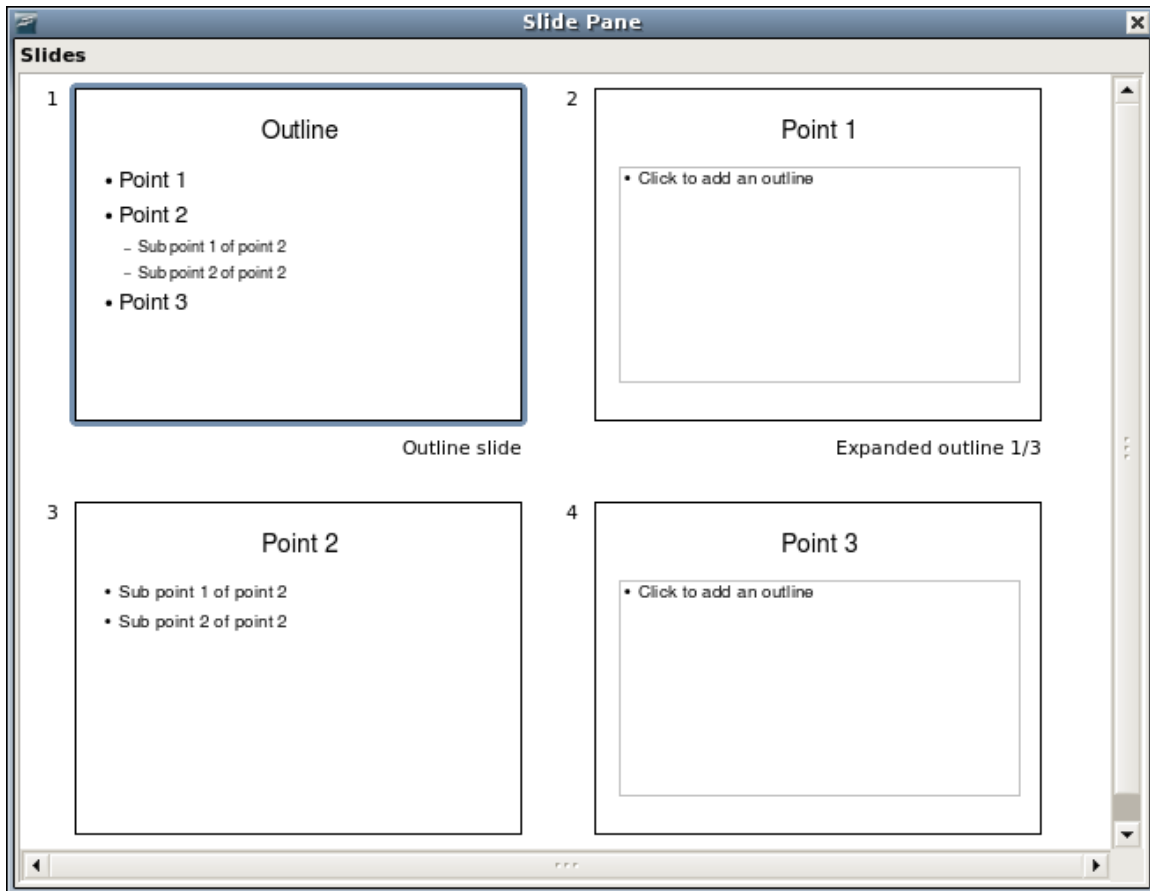 Slide Pane
Slides
1
Outline
• Point 1
• Point 2
– Sub point 1 of point 2
– Sub point 2 of point 2
• Point 3
Outline slide
2
Point 1
• Click to add an outline
Expanded outline 1/3
3
Point 2
• Sub point 1 of point 2
• Sub point 2 of point 2
4
Point 3
• Click to add an outline